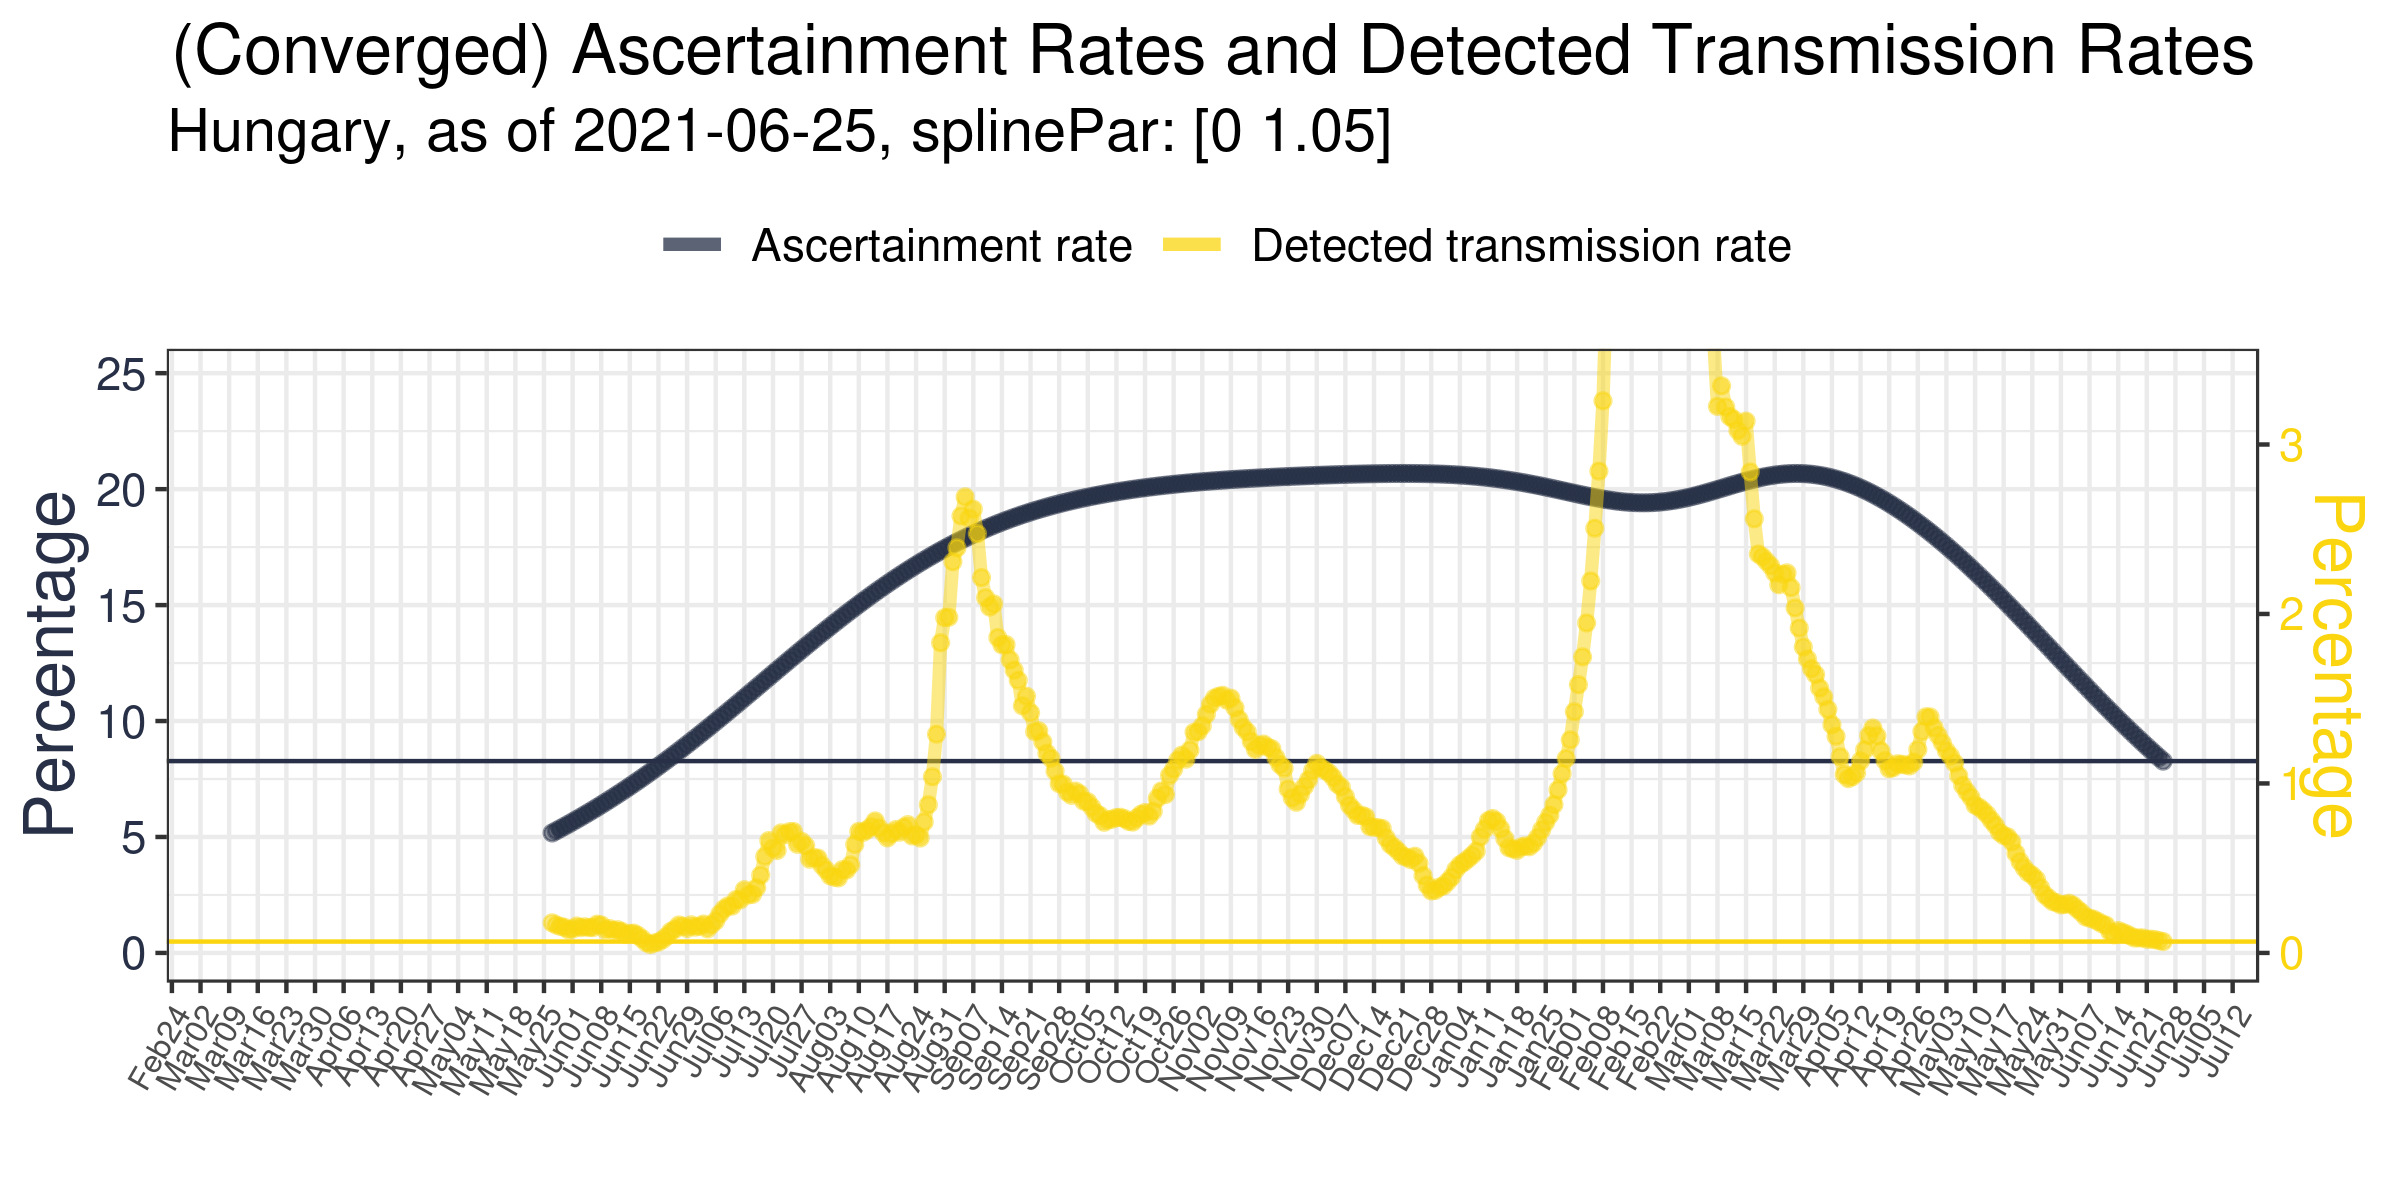 (Converged) Ascertainment Rates and Detected Transmission Rates
Hungary, as of 2021-06-25, splinePar: [0 1.05]
Ascertainment rate
Detected transmission rate
Percentage
25
20
15
10
5
0
3
2
1
0
Percentage
Feb24
Mar02
Mar09
Mar16
Mar23
Mar30
Apr06
Apr13
Apr20
Apr27
May04
May11
May18
May25
Jun01
Jun08
Jun15
Jun22
Jun29
Jul06
Jul13
Jul20
Jul27
Aug03
Aug10
Aug17
Aug24
Aug31
Sep07
Sep14
Sep21
Sep28
Oct05
Oct12
Oct19
Oct26
Nov02
Nov09
Nov16
Nov23
Nov30
Dec07
Dec14
Dec21
Dec28
Jan04
Jan11
Jan18
Jan25
Feb01
Feb08
Feb15
Feb22
Mar01
Mar08
Mar15
Mar22
Mar29
Apr05
Apr12
Apr19
Apr26
May03
May10
May17
May24
May31
Jun07
Jun14
Jun21
Jun28
Jul05
Jul12